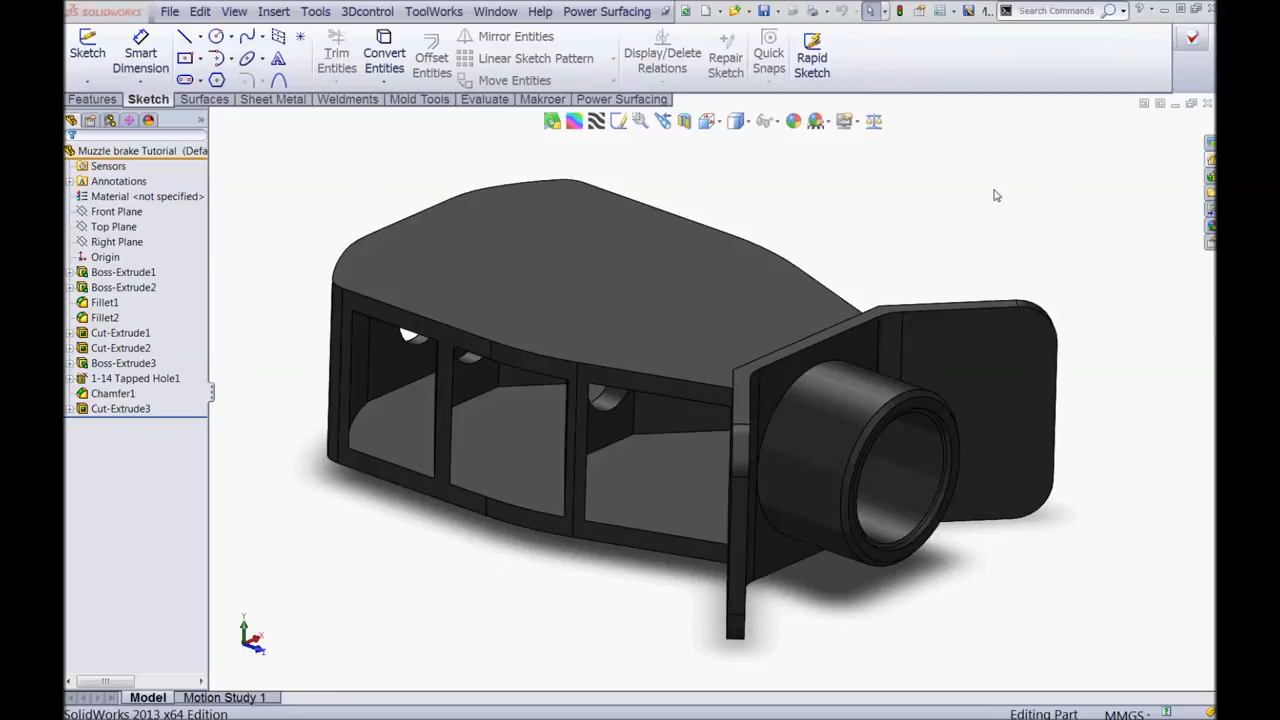 SOLIDWORKS File Edit View Insert Tools 3Dcontrol ToolWorks Window Help Power Surfacing 4... Search Commands
Sketch Smart Dimension Trim Entities Convert Entities Offset Entities Mirror Entities Linear Sketch Pattern Move Entities Display/Delete Relations Repair Sketch Quick Snaps Rapid Sketch
Features Sketch Surfaces Sheet Metal Weldments Mold Tools Evaluate Makroer Power Surfacing
Muzzle brake Tutorial (Defa
Sensors
Annotations
Material <not specified>
Front Plane
Top Plane
Right Plane
Origin
Boss-Extrude1
Boss-Extrude2
Fillet1
Fillet2
Cut-Extrude1
Cut-Extrude2
Boss-Extrude3
1-14 Tapped Hole1
Chamfer1
Cut-Extrude3
Y
X
Z
Model Motion Study 1
SolidWorks 2013 x64 Edition Editing Part MMGS